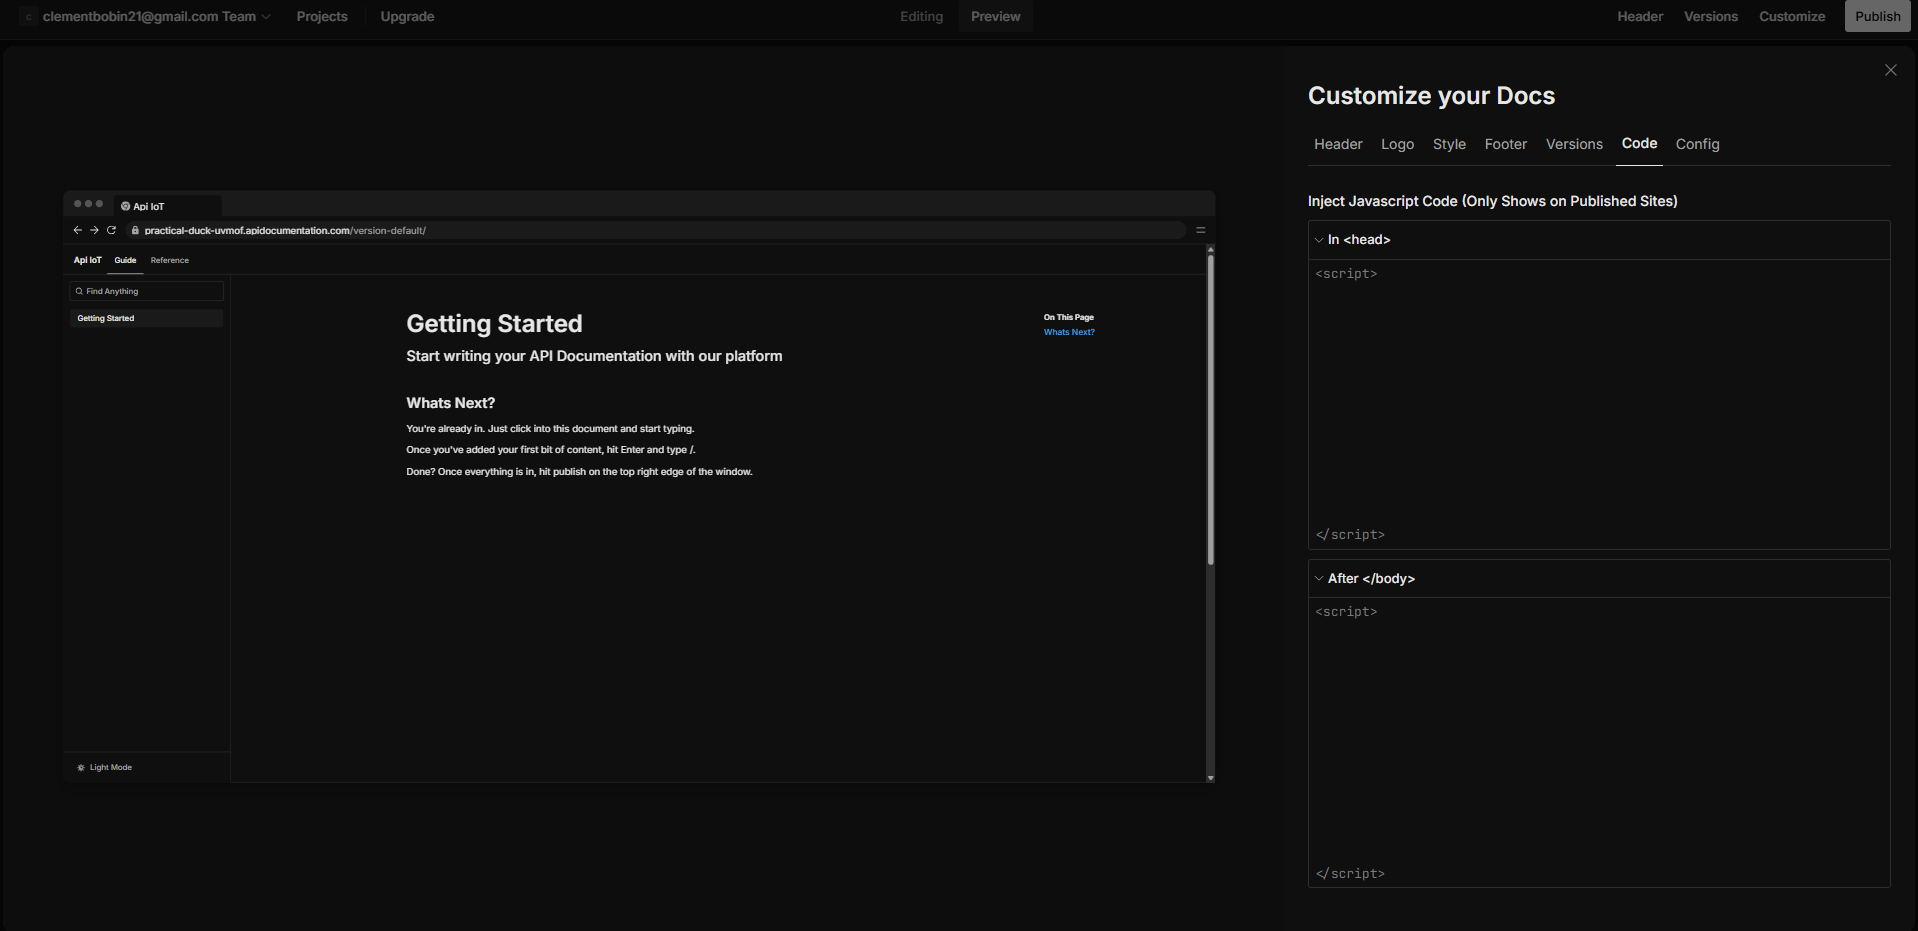 c clementbobin21@gmail.com Team Projects Upgrade Editing Preview Header Versions Customize Publish
Customize your Docs
Header Logo Style Footer Versions Code Config
Inject Javascript Code (Only Shows on Published Sites)
In <head>
<script>
</script>
After </body>
<script>
</script>
Api IoT
practical-duck-uvmof.apidocumentation.com/version-default/
Api IoT Guide Reference
Find Anything
Getting Started
Light Mode
Getting Started
Start writing your API Documentation with our platform
Whats Next?
You're already in. Just click into this document and start typing.
Once you've added your first bit of content, hit Enter and type /.
Done? Once everything is in, hit publish on the top right edge of the window.
On This Page
Whats Next?